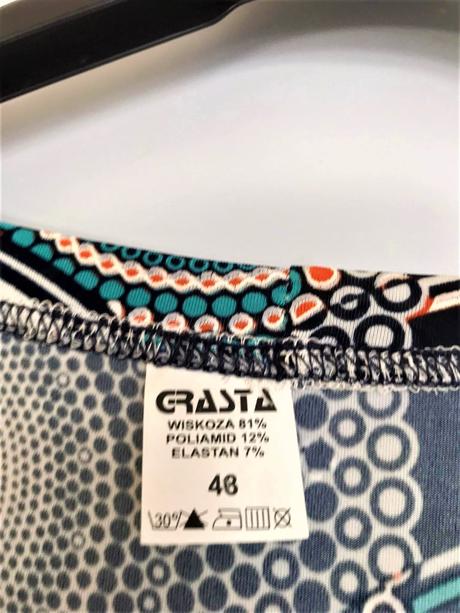 GRASTA
WISKOZA 81%
POLIAMID 12%
ELASTAN 7%
46
30°